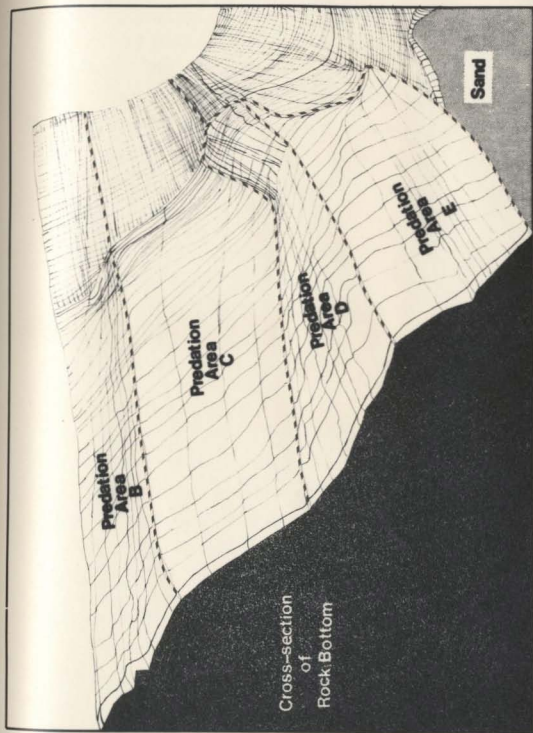 Predation
Area
B
Predation
Area
C
Predation
Area
D
Predation
Area
E
Sand
Cross-section
of
Rock Bottom